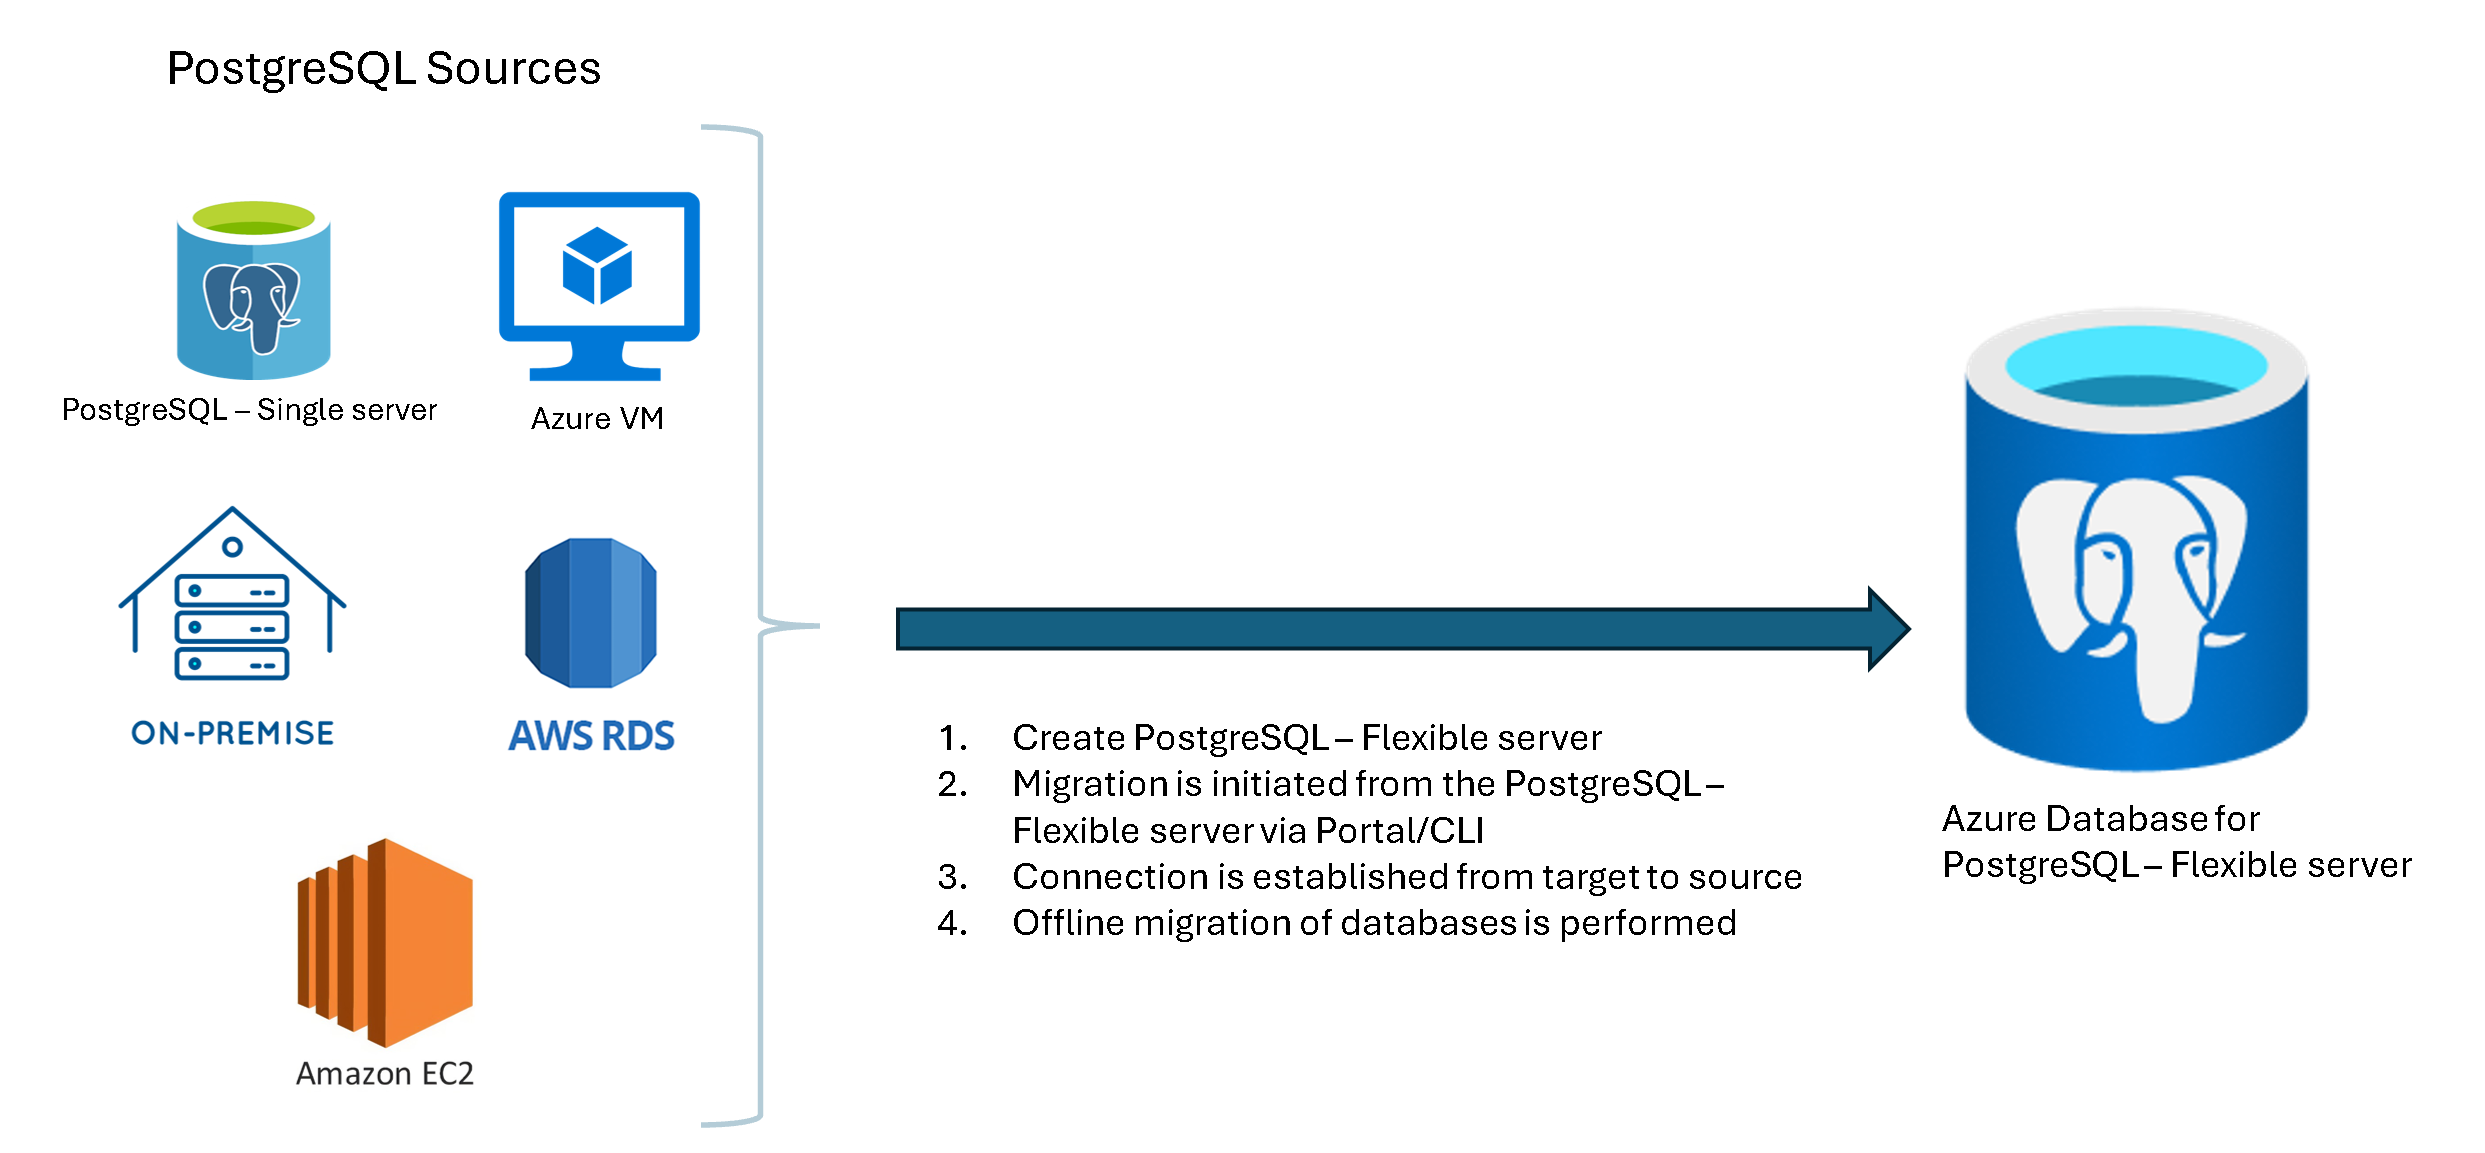 PostgreSQL Sources
PostgreSQL – Single server
Azure VM
ON-PREMISE
AWS RDS
Amazon EC2
1. Create PostgreSQL – Flexible server
2. Migration is initiated from the PostgreSQL –
Flexible server via Portal/CLI
3. Connection is established from target to source
4. Offline migration of databases is performed
Azure Database for
PostgreSQL – Flexible server